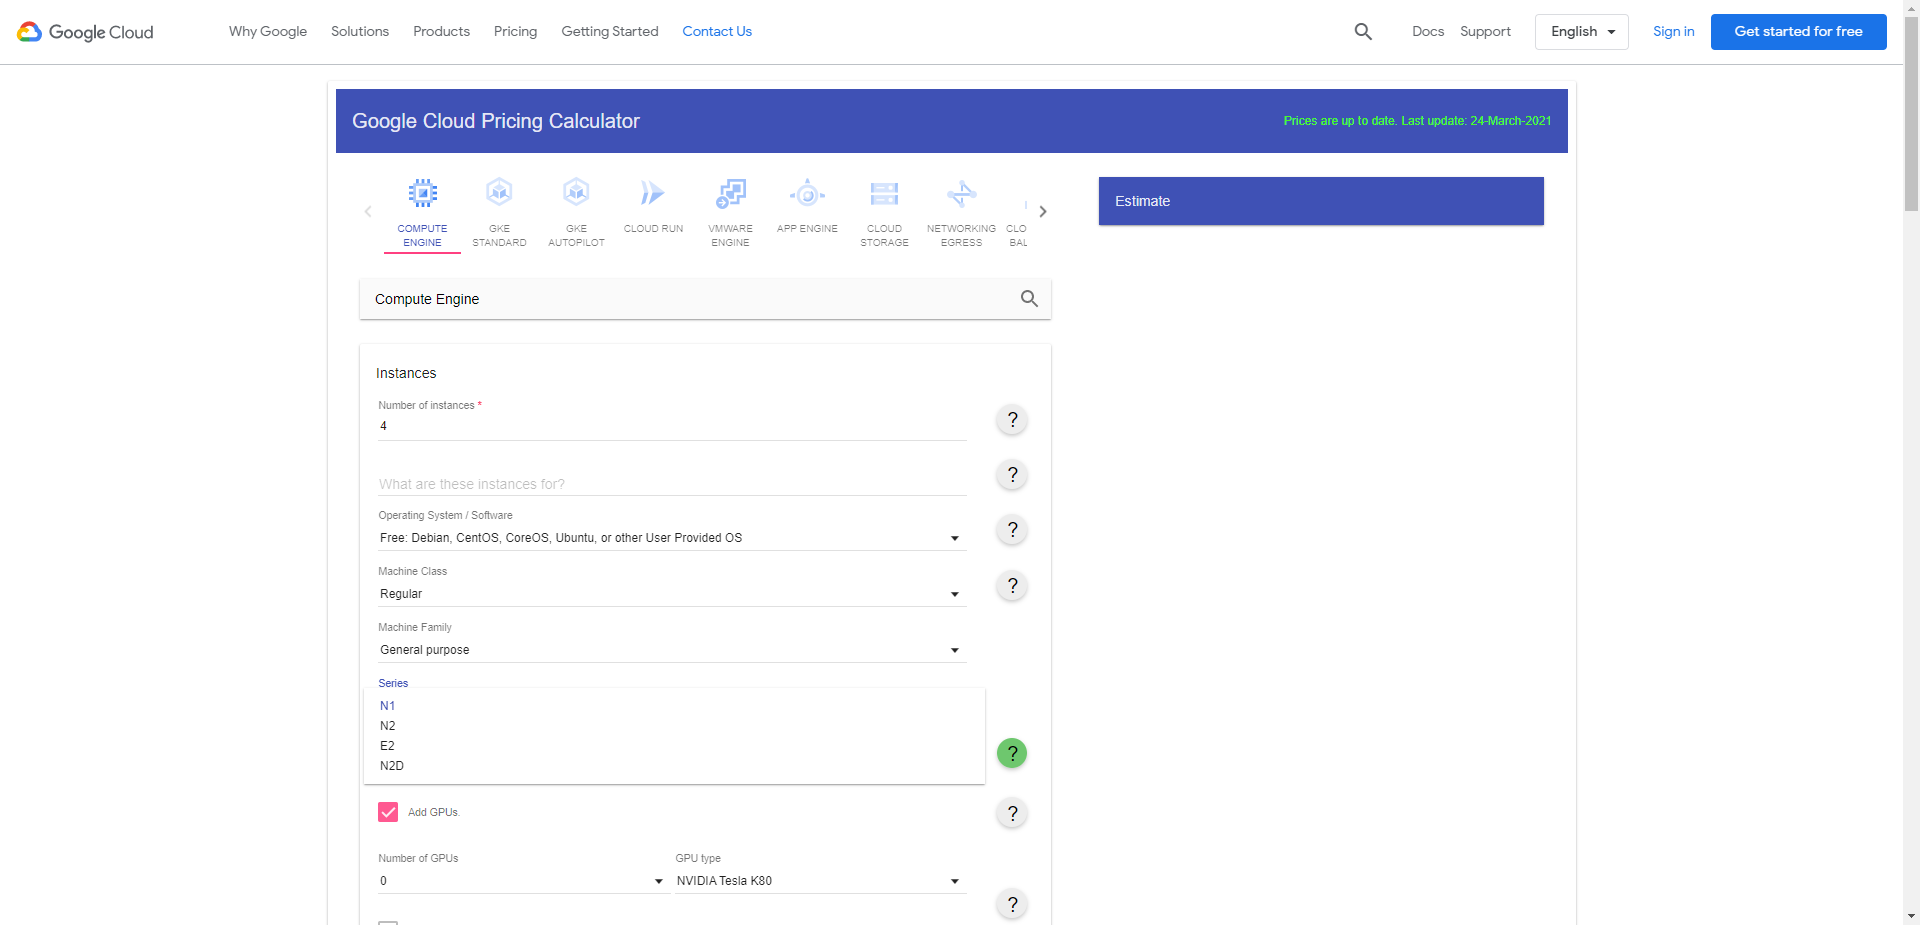 Google Cloud
Why Google
Solutions
Products
Pricing
Getting Started
Contact Us
Docs
Support
English
Sign in
Get started for free
Google Cloud Pricing Calculator
Prices are up to date. Last update: 24-March-2021
COMPUTE
ENGINE
GKE
STANDARD
GKE
AUTOPILOT
CLOUD RUN
VMWARE
ENGINE
APP ENGINE
CLOUD
STORAGE
NETWORKING
EGRESS
CLO
BAL
Estimate
Compute Engine
Instances
Number of instances *
4
?
What are these instances for?
?
Operating System / Software
Free: Debian, CentOS, CoreOS, Ubuntu, or other User Provided OS
?
Machine Class
Regular
?
Machine Family
General purpose
Series
N1
N2
E2
N2D
?
Add GPUs.
?
Number of GPUs
0
GPU type
NVIDIA Tesla K80
?